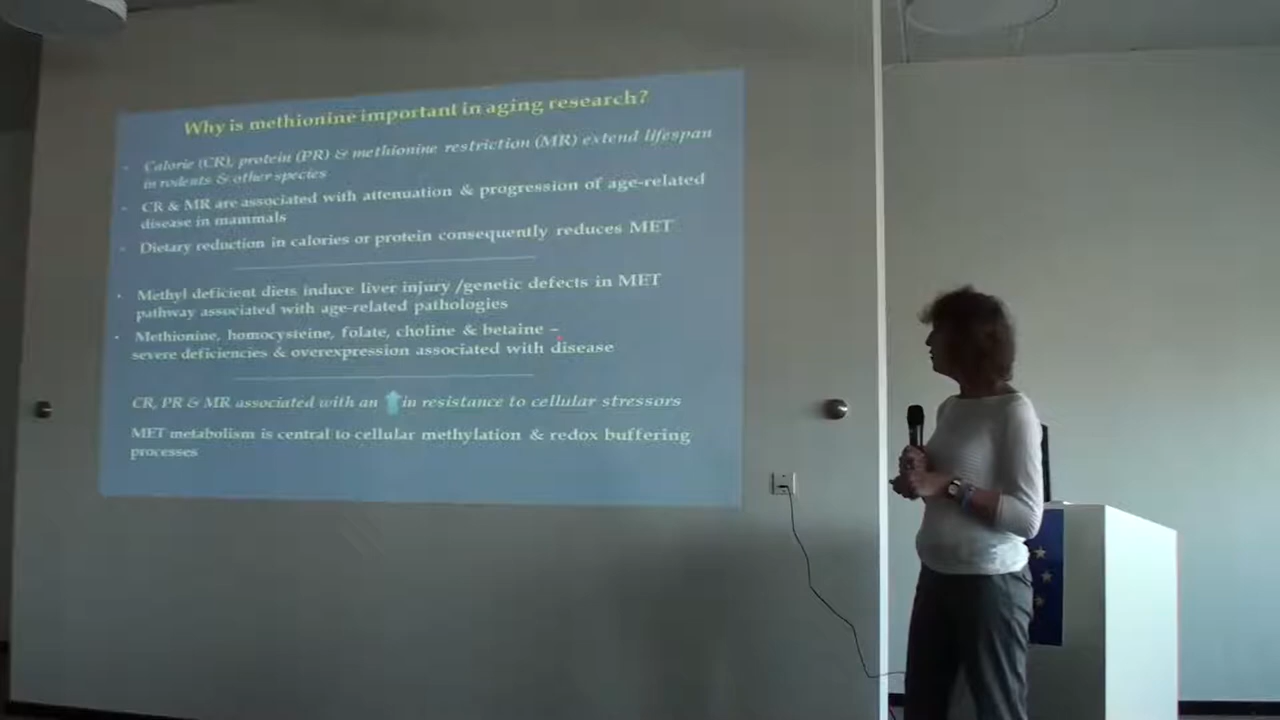 Why is methionine important in aging research?
- Calorie (CR), protein (PR) & methionine restriction (MR) extend lifespan
in rodents & other species
- CR & MR are associated with attenuation & progression of age-related
disease in mammals
- Dietary reduction in calories or protein consequently reduces MET
· Methyl deficient diets induce liver injury /genetic defects in MET
pathway associated with age-related pathologies
· Methionine, homocysteine, folate, choline & betaine –
severe deficiencies & overexpression associated with disease
CR, PR & MR associated with an in resistance to cellular stressors
MET metabolism is central to cellular methylation & redox buffering
processes